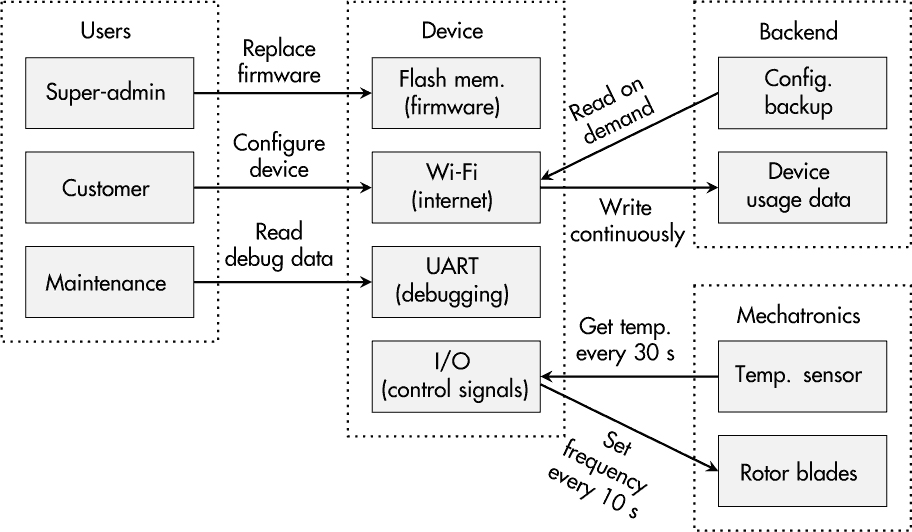 Users
Super-admin
Customer
Maintenance
Replace
firmware
Configure
device
Read
debug data
Device
Flash mem.
(firmware)
Wi-Fi
(internet)
UART
(debugging)
I/O
(control signals)
Read on
demand
Write
continuously
Get temp.
every 30 s
Set
frequency
every 10 s
Backend
Config.
backup
Device
usage data
Mechatronics
Temp. sensor
Rotor blades